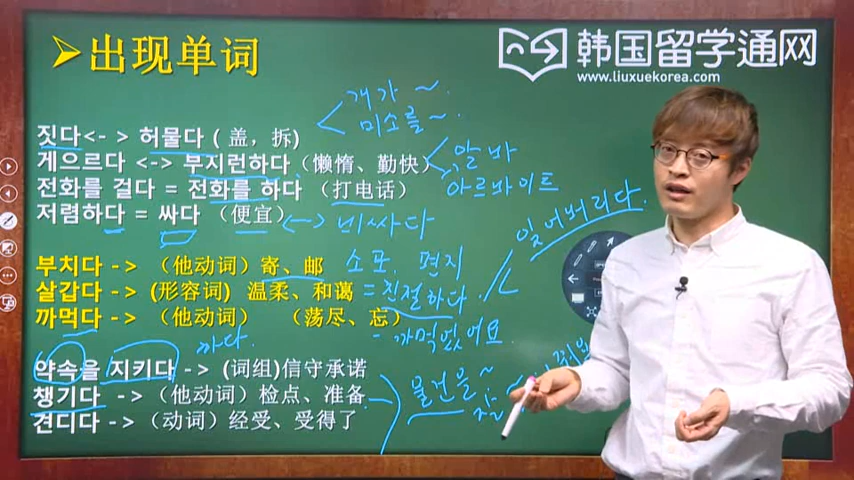 出现单词
韩国留学通网
www.liuxuekorea.com
개가 ~
미소를 ~
짓다<- > 허물다 ( 盖，拆)
게으르다 <-> 부지런하다 (懒惰、勤快)
알바
아르바이트
전화를 걸다 = 전화를 하다 （打电话）
저렴하다 = 싸다 （便宜） <-> 비싸다
잊어버리다.
부치다 -> （他动词）寄、邮 소포, 편지
살갑다 -> (形容词) 温柔、和蔼 = 친절하다
까먹다 -> （他动词） （荡尽、忘）
까먹었어요
까다.
약속을 지키다 -> (词组)信守承诺
챙기다 -> （他动词）检点、准备
물건을 ~
견디다 -> （动词）经受、受得了